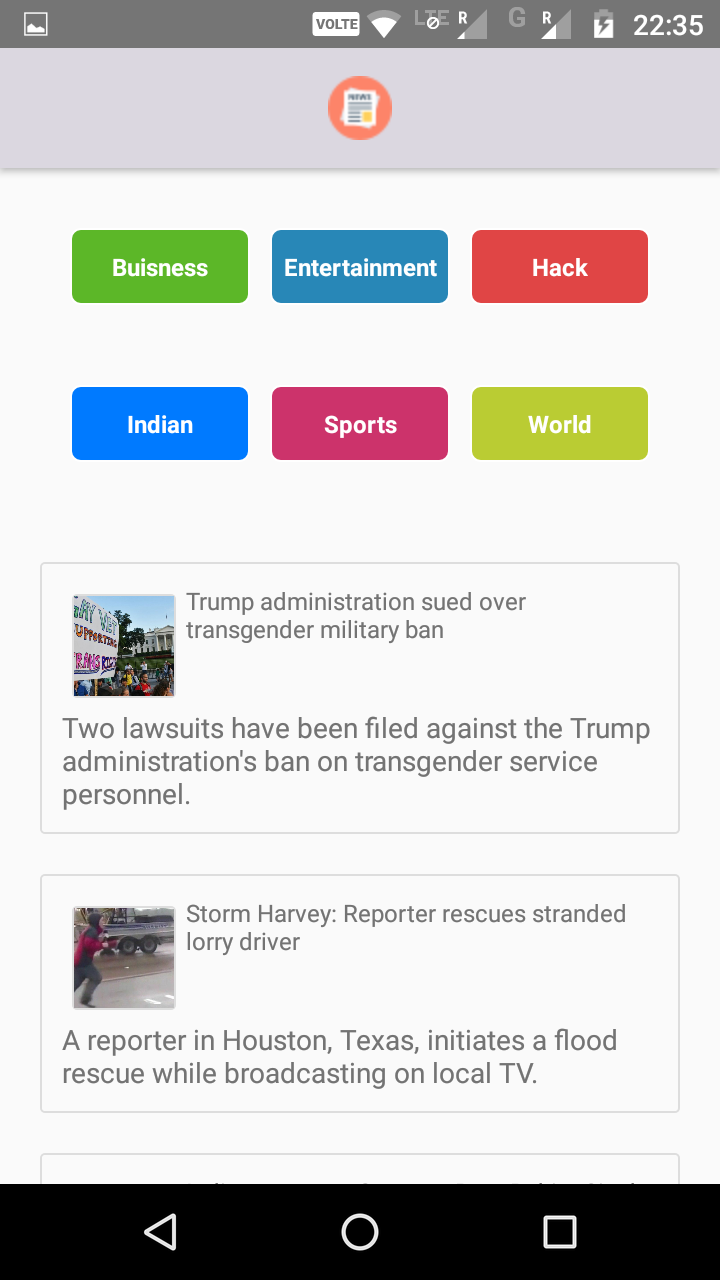 VOLTE LTE R G R 22:35
NEWS
Buisness Entertainment Hack
Indian Sports World
Trump administration sued over
transgender military ban
Two lawsuits have been filed against the Trump
administration's ban on transgender service
personnel.
Storm Harvey: Reporter rescues stranded
lorry driver
A reporter in Houston, Texas, initiates a flood
rescue while broadcasting on local TV.